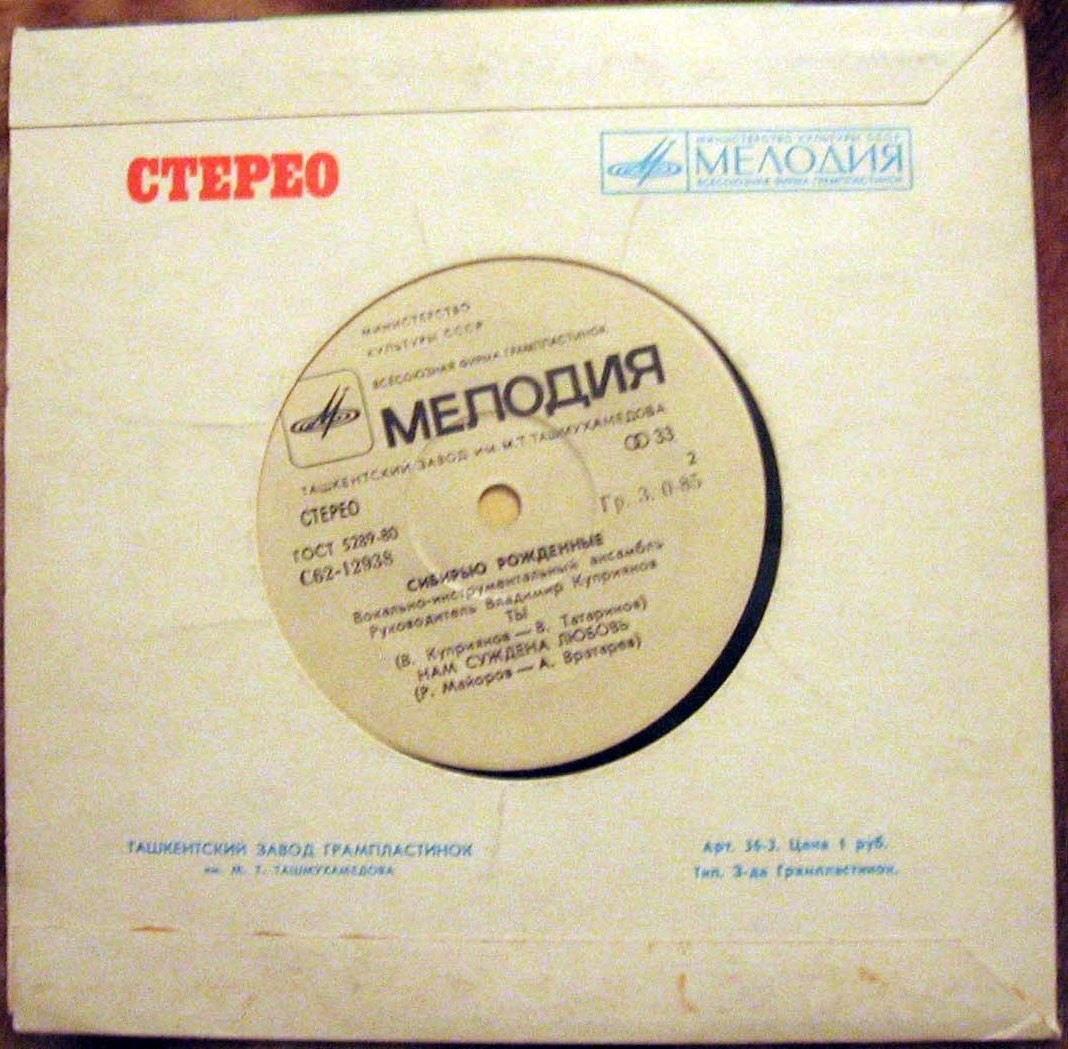 СТЕРЕО
МИНИСТЕРСТВО КУЛЬТУРЫ СССР
МЕЛОДИЯ
ВСЕСОЮЗНАЯ ФИРМА ГРАМПЛАСТИНОК
МИНИСТЕРСТВО
КУЛЬТУРЫ СССР
ВСЕСОЮЗНАЯ ФИРМА ГРАМПЛАСТИНОК
МЕЛОДИЯ
ТАШКЕНТСКИЙ ЗАВОД ИМ. М. Т. ТАШМУХАМЕДОВА
33
СТЕРЕО
2
ГОСТ 5289-80
Гр. 3. 0-85
С62-12938
СИБИРЬЮ РОЖДЕННЫЕ
Вокально-инструментальный ансамбль
Руководитель Владимир Куприянов
ТЫ
(В. Куприянов — В. Татаринов)
НАМ СУЖДЕНА ЛЮБОВЬ
(Р. Майоров — А. Вратарев)
ТАШКЕНТСКИЙ ЗАВОД ГРАМПЛАСТИНОК
им. М. Т. ТАШМУХАМЕДОВА
Арт. 36-3. Цена 1 руб.
Тип. З-да Грампластинок.